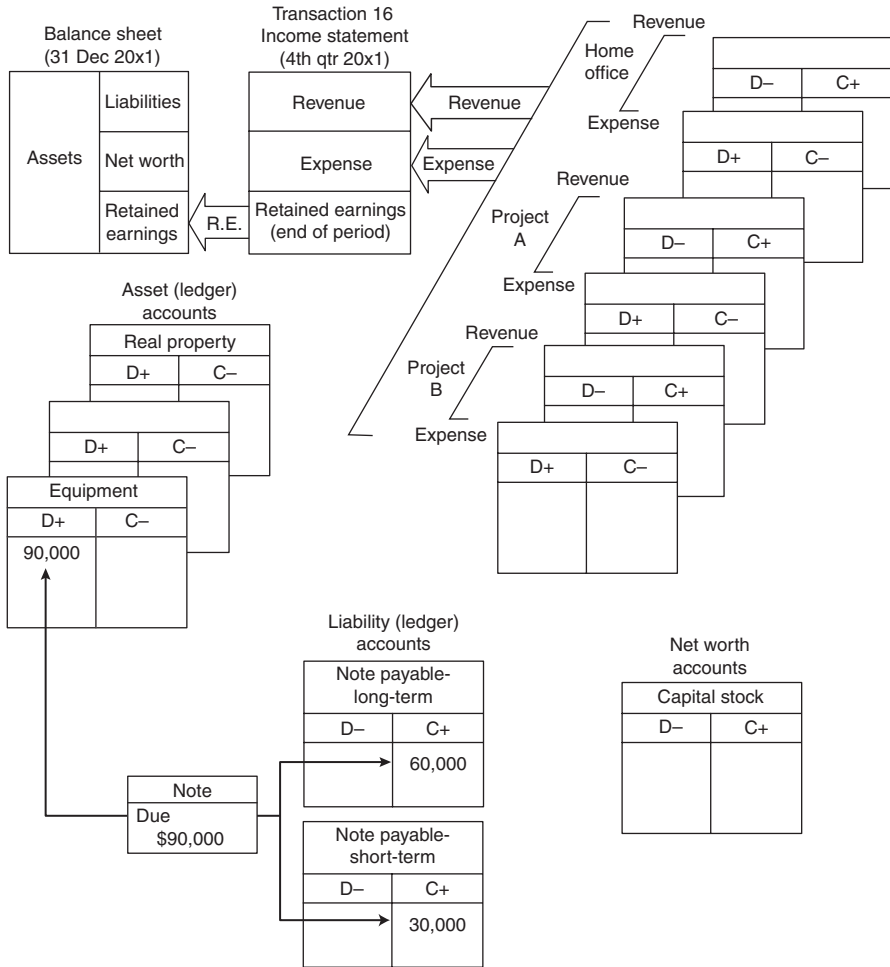 Balance sheet
(31 Dec 20x1)
Assets
Liabilities
Net worth
Retained
earnings
Transaction 16
Income statement
(4th qtr 20x1)
Revenue
Expense
Retained earnings
(end of period)
R.E.
Revenue
Expense
Revenue
Home
office
Expense
D– C+
D+ C–
Revenue
Project
A
Expense
D– C+
D+ C–
Revenue
Project
B
Expense
D– C+
D+ C–
Asset (ledger)
accounts
Real property
D+ C–
D+ C–
Equipment
D+ C–
90,000
Note
Due
$90,000
Liability (ledger)
accounts
Note payable-
long-term
D– C+
60,000
Note payable-
short-term
D– C+
30,000
Net worth
accounts
Capital stock
D– C+